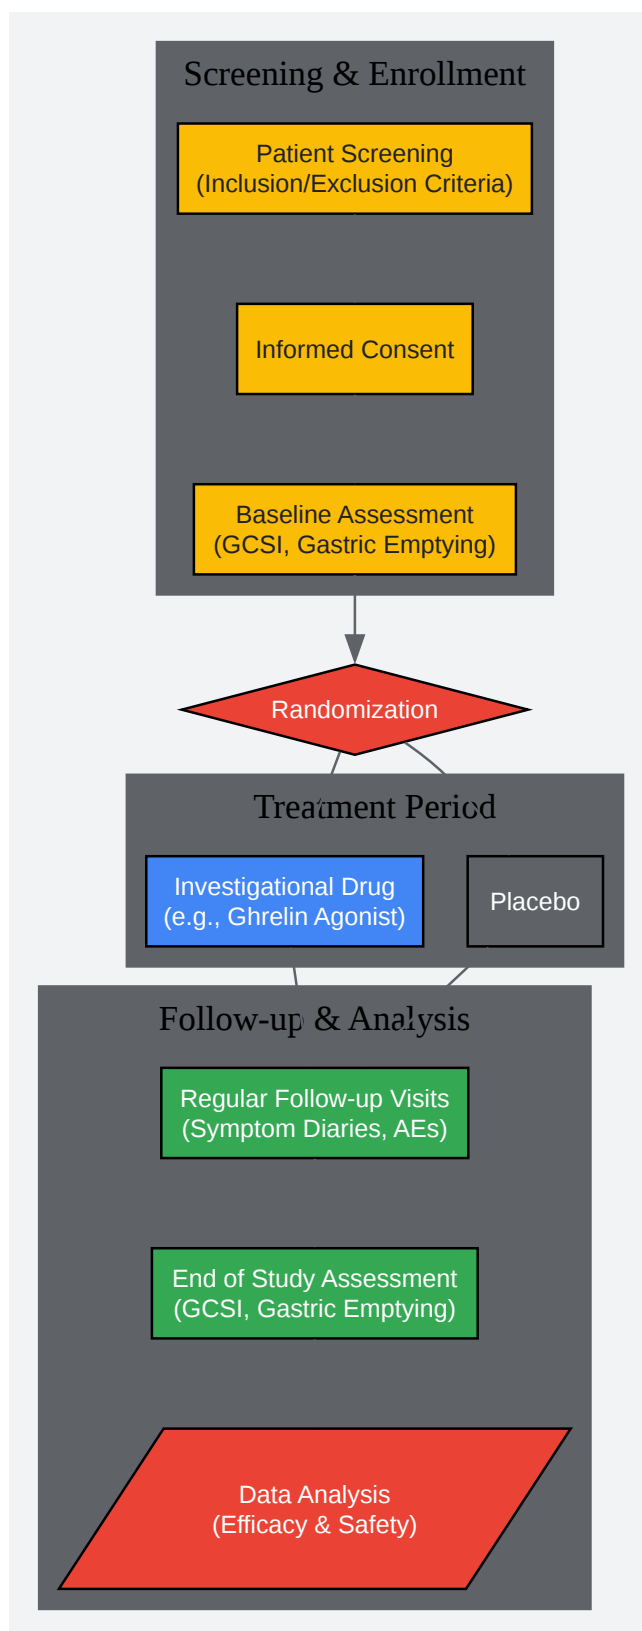 Screening & Enrollment
Patient Screening
(Inclusion/Exclusion Criteria)
Informed Consent
Baseline Assessment
(GCSI, Gastric Emptying)
Randomization
Treatment Period
Investigational Drug
(e.g., Ghrelin Agonist)
Placebo
Follow-up & Analysis
Regular Follow-up Visits
(Symptom Diaries, AEs)
End of Study Assessment
(GCSI, Gastric Emptying)
Data Analysis
(Efficacy & Safety)